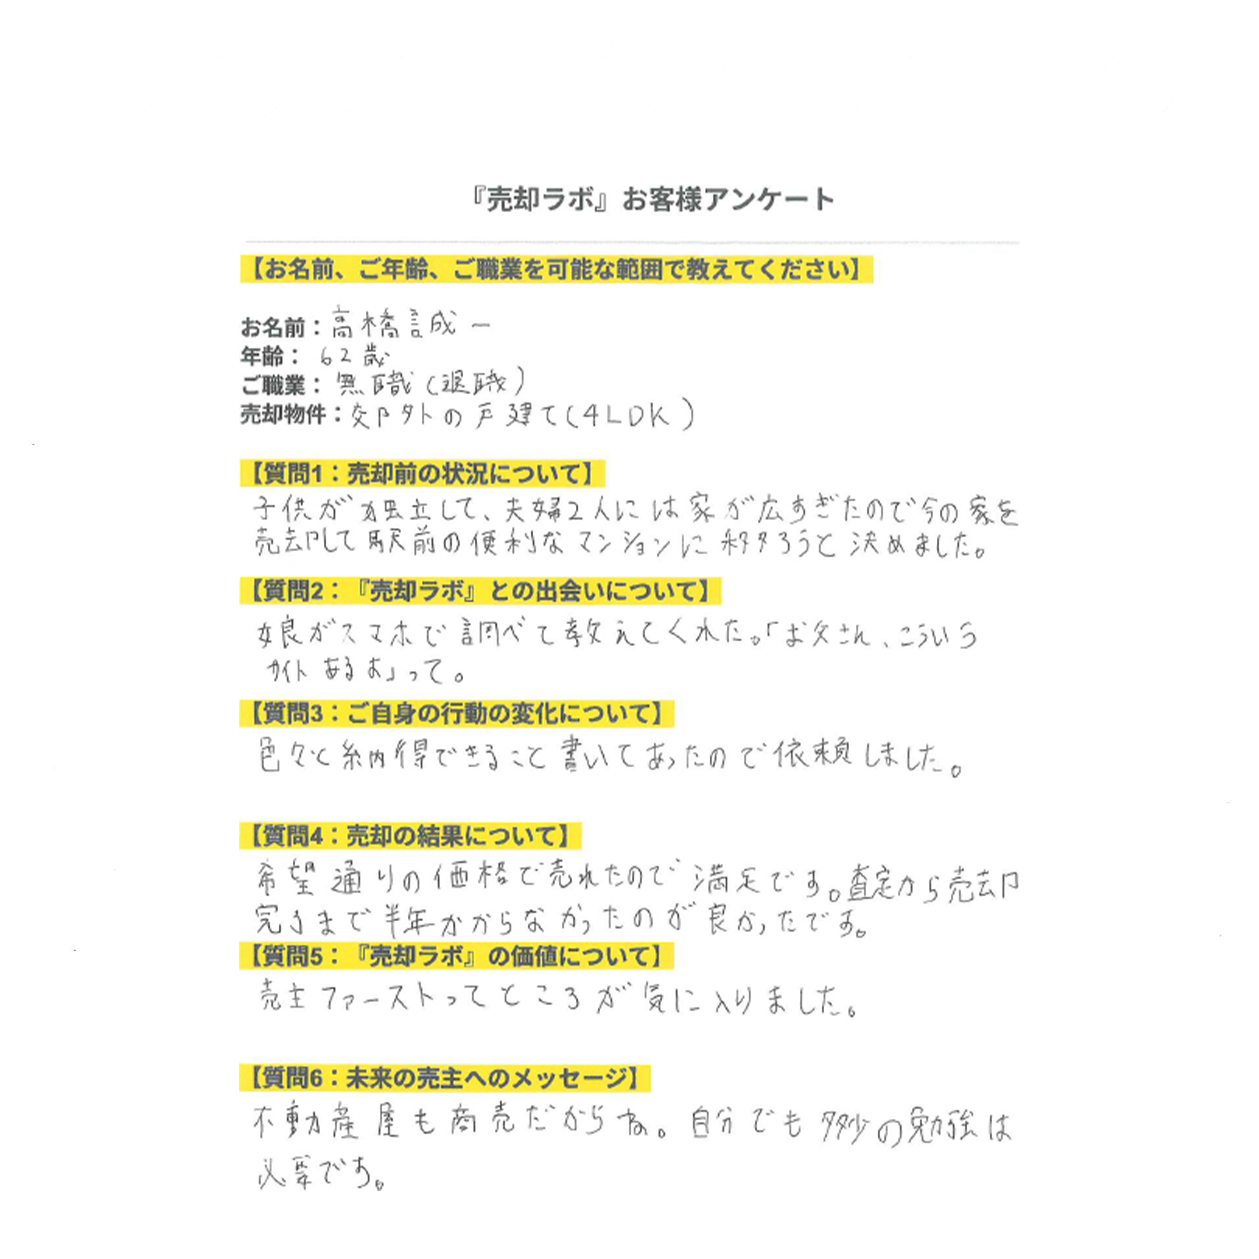 『売却ラボ』お客様アンケート
【お名前、ご年齢、ご職業を可能な範囲で教えてください】
お名前：高橋誠一
年齢： 62歳
ご職業： 無職(退職)
売却物件：郊外の戸建て(4LDK)
【質問1：売却前の状況について】
子供が独立して、夫婦2人には家が広すぎたので今の家を
売却して駅前の便利なマンションに移ろうと決めました。
【質問2：『売却ラボ』との出会いについて】
娘がスマホで調べて教えてくれた。「お父さん、こういう
サイトあるよ」って。
【質問3：ご自身の行動の変化について】
色々と納得できること書いてあったので依頼しました。
【質問4：売却の結果について】
希望通りの価格で売れたので満足です。査定から売却
完了まで半年かからなかったのが良かったです。
【質問5：『売却ラボ』の価値について】
売主ファーストってところが気に入りました。
【質問6：未来の売主へのメッセージ】
不動産屋も商売だからね。自分でも多少の勉強は
必要です。